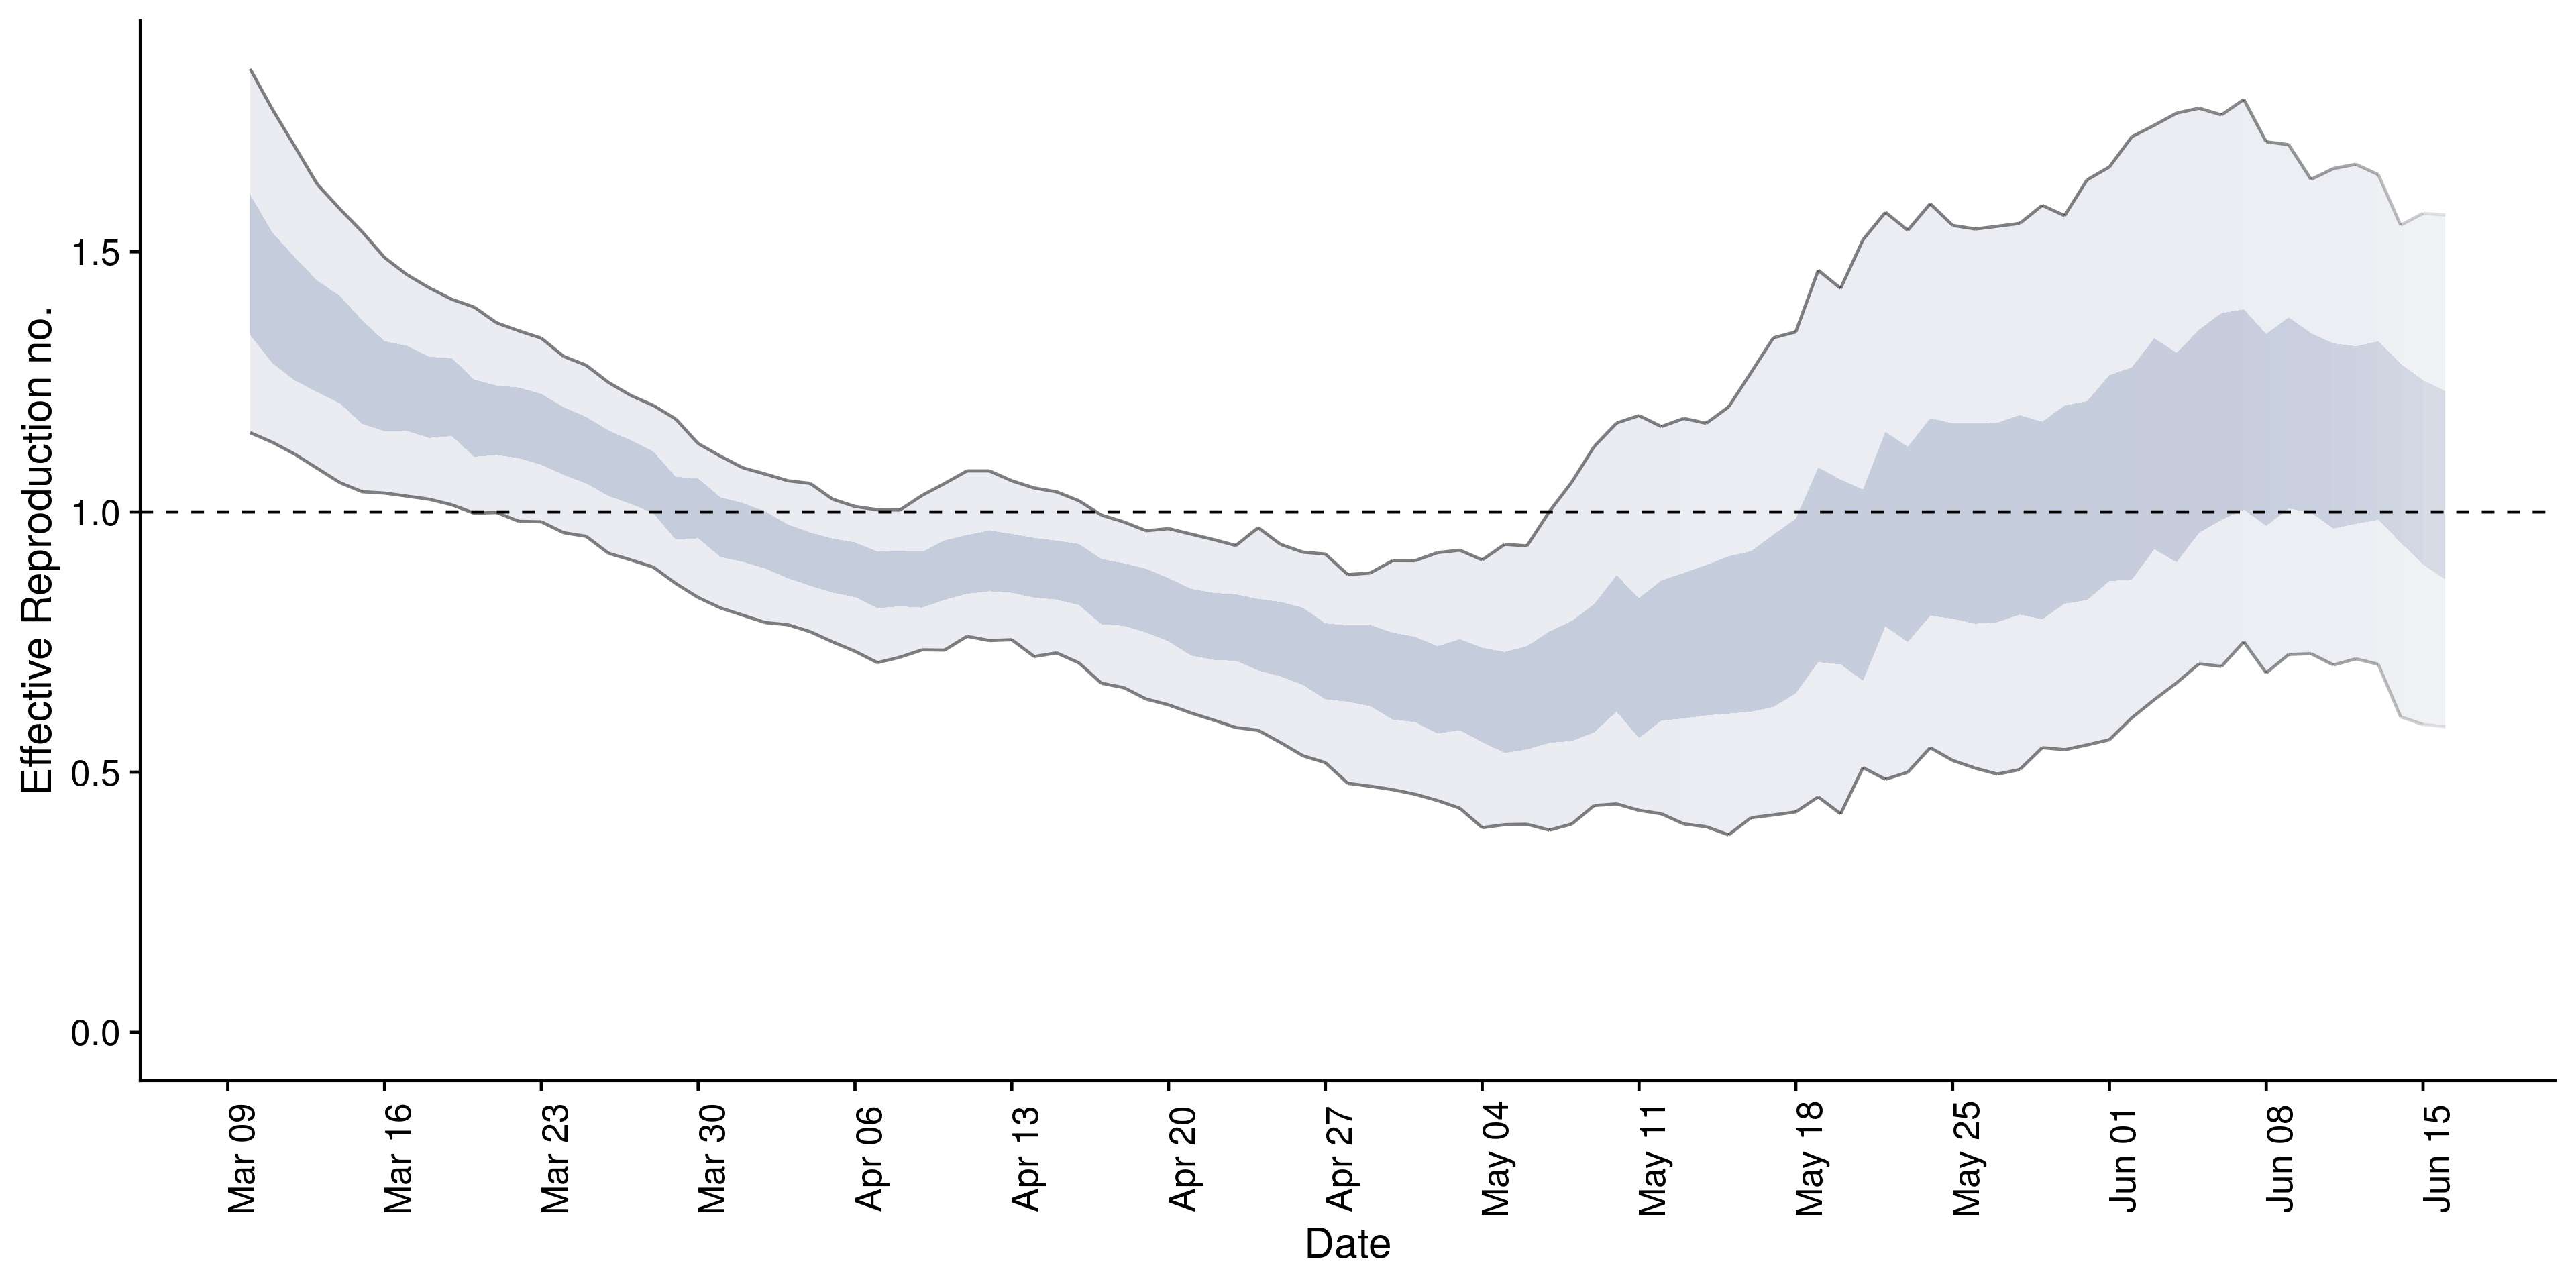 Effective Reproduction no.
1.5
1.0
0.5
0.0
Mar 09
Mar 16
Mar 23
Mar 30
Apr 06
Apr 13
Apr 20
Apr 27
May 04
May 11
May 18
May 25
Jun 01
Jun 08
Jun 15
Date